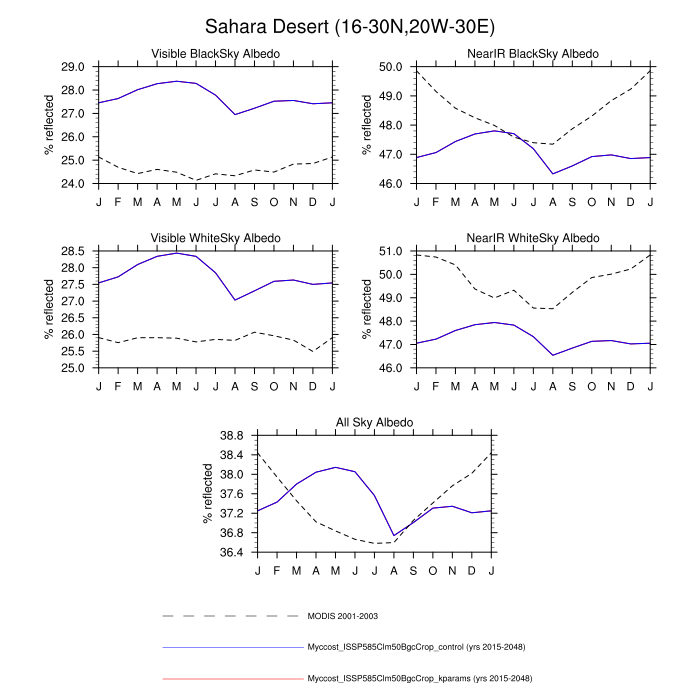 Sahara Desert (16-30N,20W-30E)
Visible BlackSky Albedo
% reflected
29.0
28.0
27.0
26.0
25.0
24.0
J F M A M J J A S O N D J
NearIR BlackSky Albedo
% reflected
50.0
49.0
48.0
47.0
46.0
J F M A M J J A S O N D J
Visible WhiteSky Albedo
% reflected
28.5
28.0
27.5
27.0
26.5
26.0
25.5
25.0
J F M A M J J A S O N D J
NearIR WhiteSky Albedo
% reflected
51.0
50.0
49.0
48.0
47.0
46.0
J F M A M J J A S O N D J
All Sky Albedo
% reflected
38.8
38.4
38.0
37.6
37.2
36.8
36.4
J F M A M J J A S O N D J
MODIS 2001-2003
Myccost_ISSP585Clm50BgcCrop_control (yrs 2015-2048)
Myccost_ISSP585Clm50BgcCrop_kparams (yrs 2015-2048)